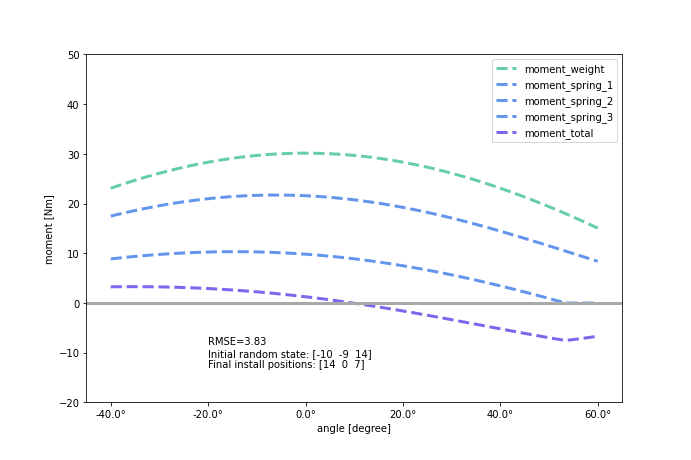 50
40
30
20
10
0
−10
−20
moment [Nm]
moment_weight
moment_spring_1
moment_spring_2
moment_spring_3
moment_total
RMSE=3.83
Initial random state: [-10 -9 14]
Final install positions: [14 0 7]
-40.0° -20.0° 0.0° 20.0° 40.0° 60.0°
angle [degree]